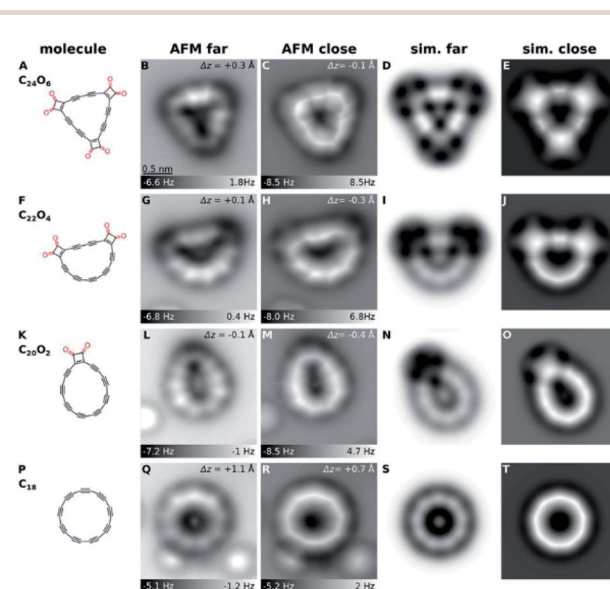 molecule AFM far AFM close sim. far sim. close
A B Δz = +0.3 Å C Δz= -0.1 Å D E
C24O6
0.5 nm
-6.6 Hz 1.8Hz -8.5 Hz 8.5Hz
F G Δz = +0.1 Å H Δz = -0.3 Å I J
C22O4
-6.8 Hz 0.4 Hz -8.0 Hz 6.8Hz
K L Δz = -0.1 Å M Δz = -0.4 Å N O
C20O2
-7.2 Hz -1 Hz -8.5 Hz 4.7 Hz
P Q Δz = +1.1 Å R Δz = +0.7 Å S T
C18
-5.1 Hz -1.2 Hz -5.2 Hz 2 Hz